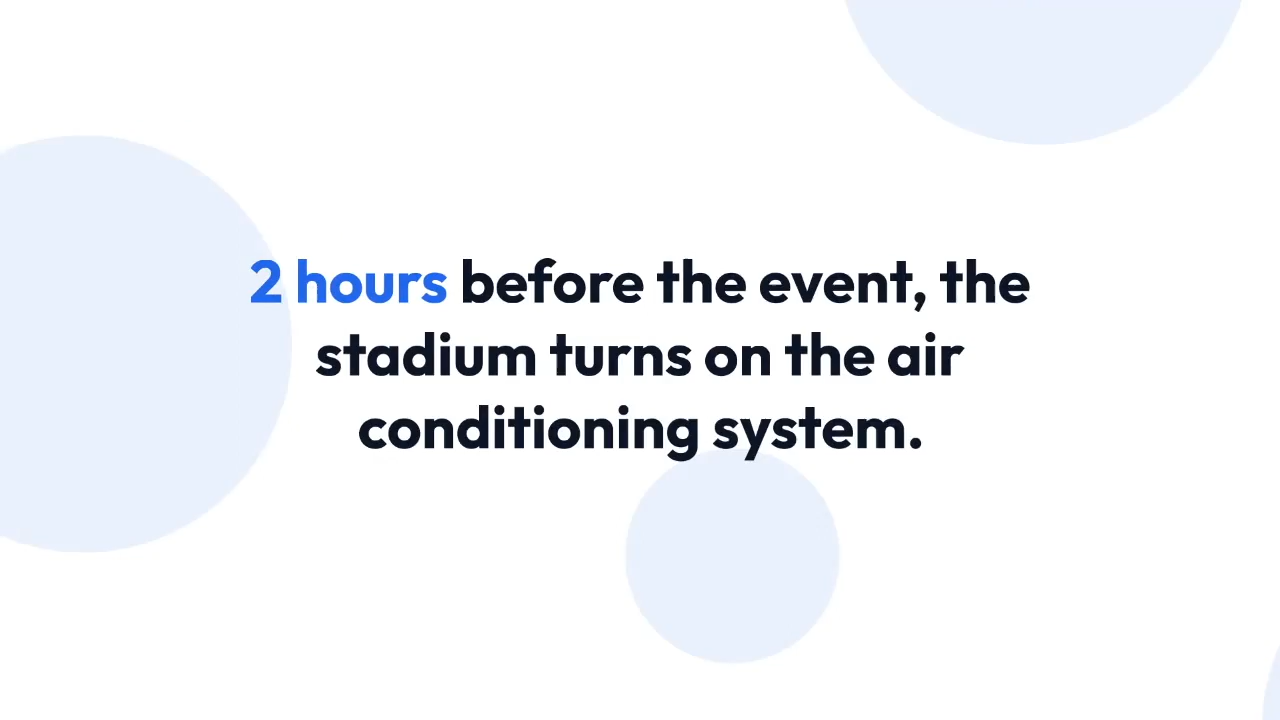 2 hours before the event, the
stadium turns on the air
conditioning system.